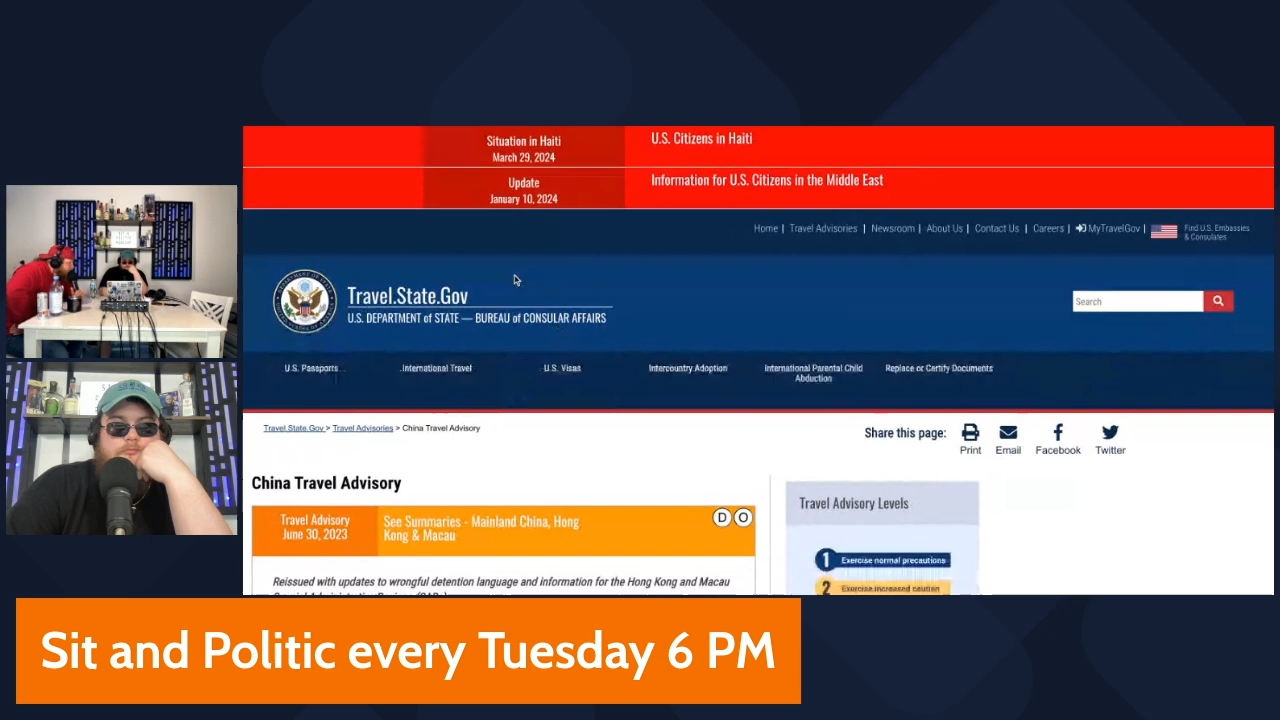 Situation in Haiti
March 29, 2024
U.S. Citizens in Haiti
Update
January 10, 2024
Information for U.S. Citizens in the Middle East
Home | Travel Advisories | Newsroom | About Us | Contact Us | Careers | MyTravelGov |
Find U.S. Embassies
& Consulates
Travel.State.Gov
U.S. DEPARTMENT of STATE — BUREAU of CONSULAR AFFAIRS
Search
U.S. Passports
International Travel
U.S. Visas
Intercountry Adoption
International Parental Child
Abduction
Replace or Certify Documents
Travel.State.Gov > Travel Advisories > China Travel Advisory
Share this page:
Print
Email
Facebook
Twitter
China Travel Advisory
Travel Advisory
June 30, 2023
See Summaries - Mainland China, Hong
Kong & Macau
D O
Reissued with updates to wrongful detention language and information for the Hong Kong and Macau
Travel Advisory Levels
1 Exercise normal precautions
2 Exercise increased caution
Sit and Politic every Tuesday 6 PM